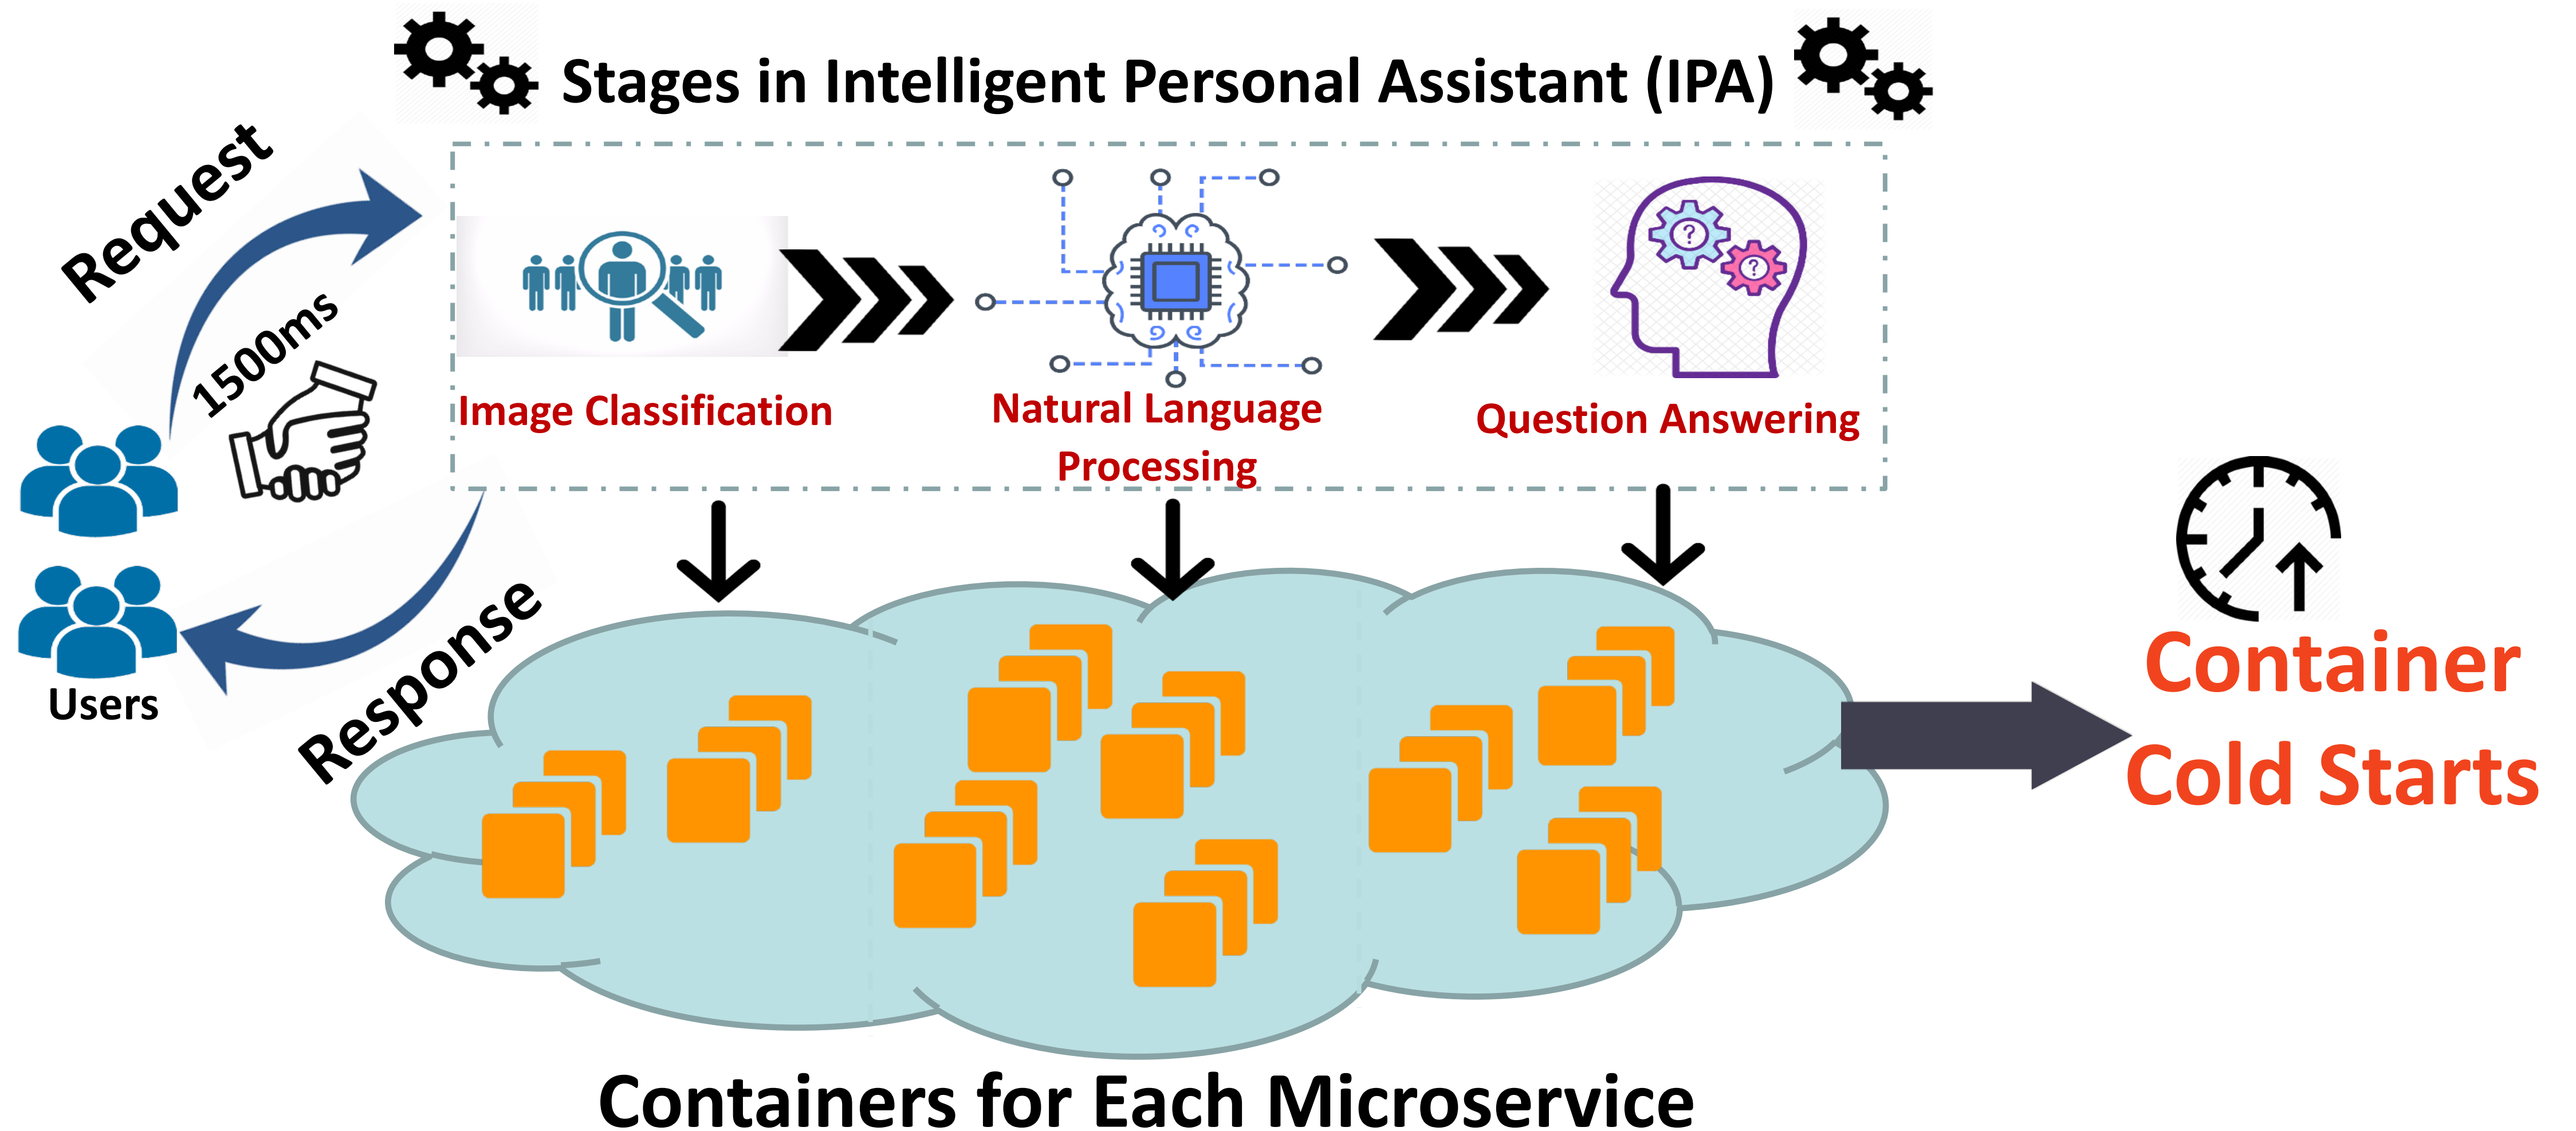 Stages in Intelligent Personal Assistant (IPA)
Request
1500ms
Image Classification
Natural Language
Processing
Question Answering
? ?
Users
Response
Container
Cold Starts
Containers for Each Microservice